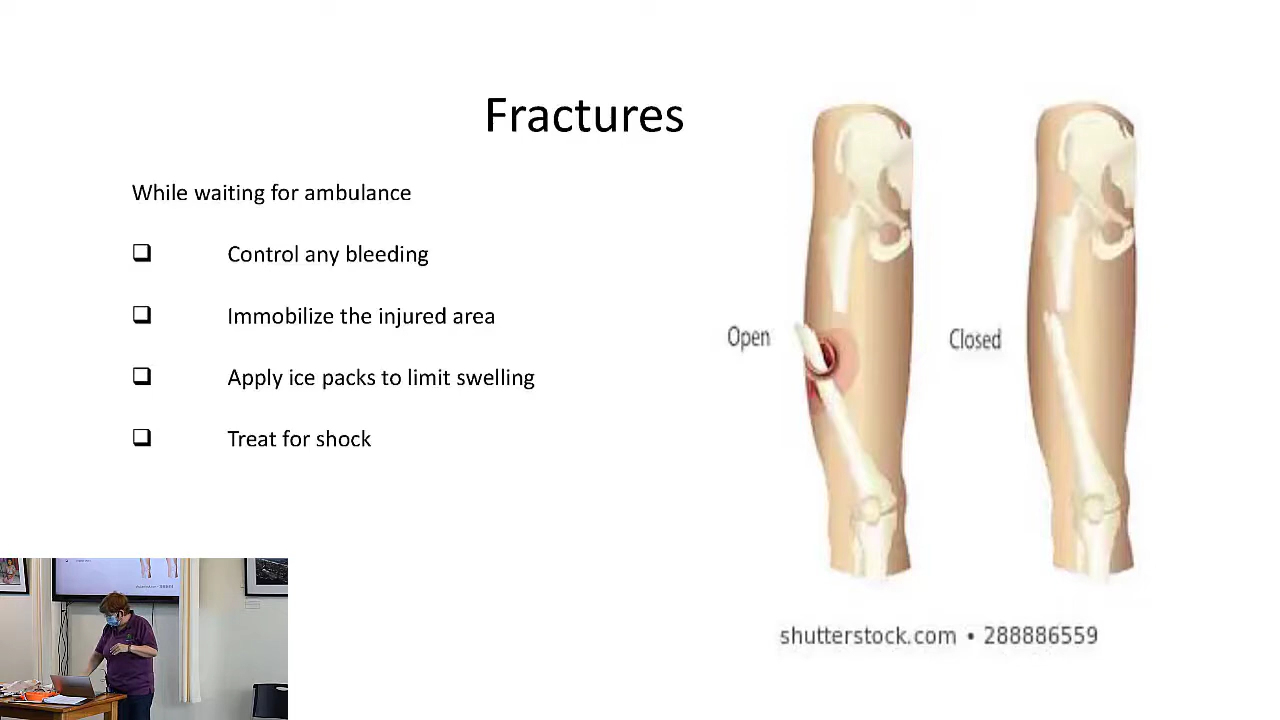 Fractures
While waiting for ambulance
Control any bleeding
Immobilize the injured area
Apply ice packs to limit swelling
Treat for shock
Open
Closed
shutterstock.com • 288886559